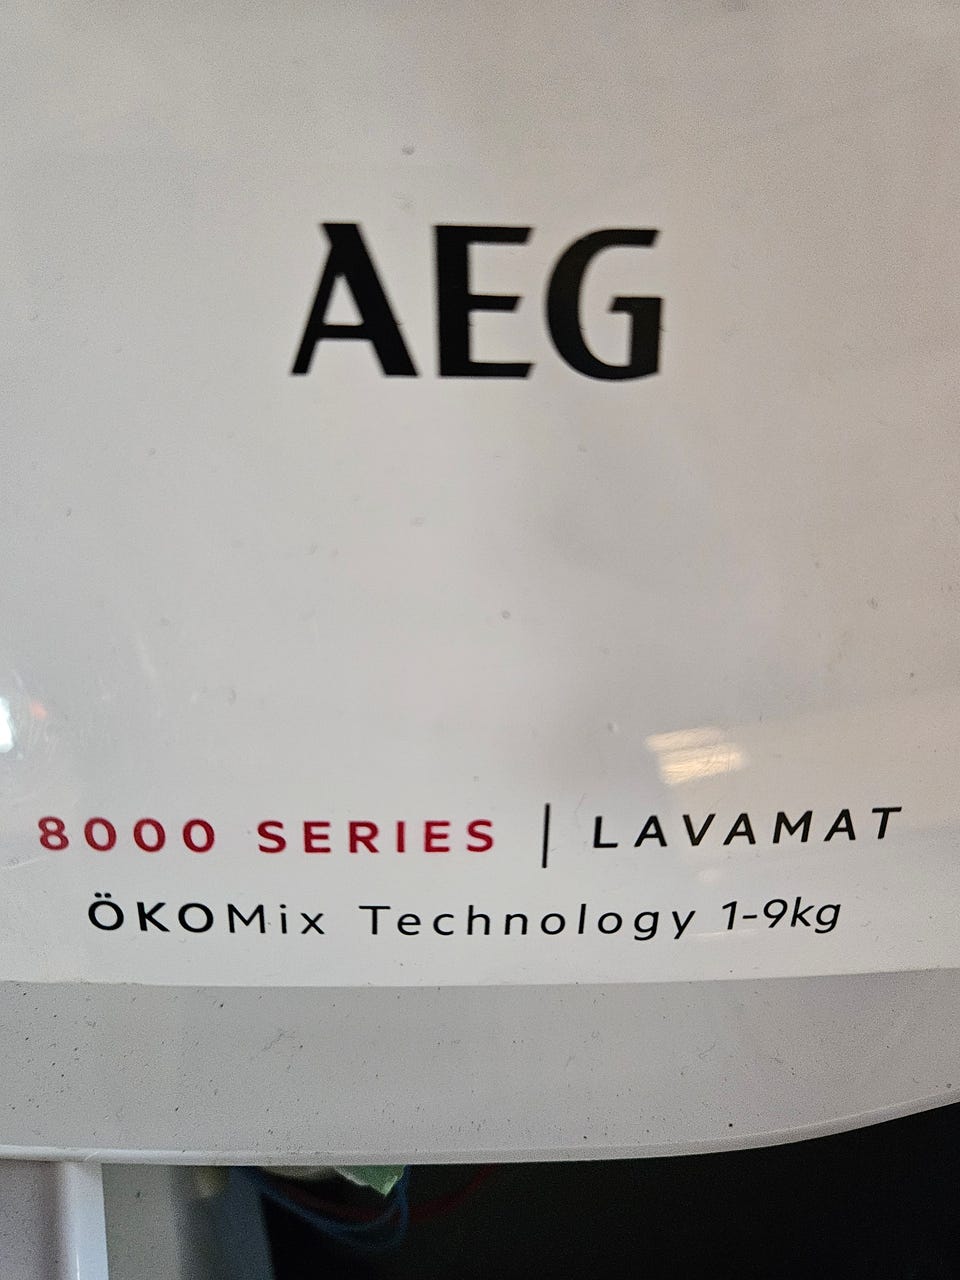 AEG
8000 SERIES | LAVAMAT
ÖKOMix Technology 1-9kg